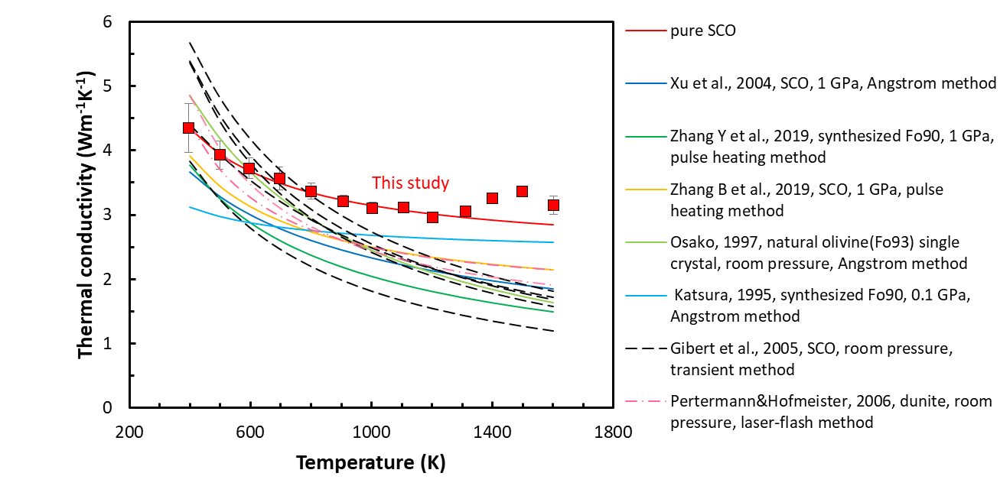 6
5
4
3
2
1
0
200
600
1000
1400
1800
Thermal conductivity (Wm⁻¹K⁻¹)
Temperature (K)
This study
pure SCO
Xu et al., 2004, SCO, 1 GPa, Angstrom method
Zhang Y et al., 2019, synthesized Fo90, 1 GPa,
pulse heating method
Zhang B et al., 2019, SCO, 1 GPa, pulse
heating method
Osako, 1997, natural olivine(Fo93) single
crystal, room pressure, Angstrom method
Katsura, 1995, synthesized Fo90, 0.1 GPa,
Angstrom method
Gibert et al., 2005, SCO, room pressure,
transient method
Pertermann&Hofmeister, 2006, dunite, room
pressure, laser-flash method